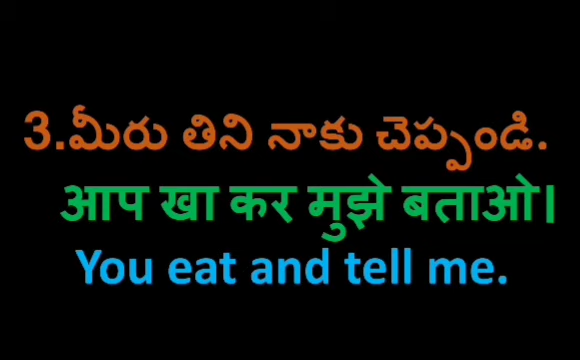 3.మీరు తిని నాకు చెప్పండి.
आप खा कर मुझे बताओ।
You eat and tell me.